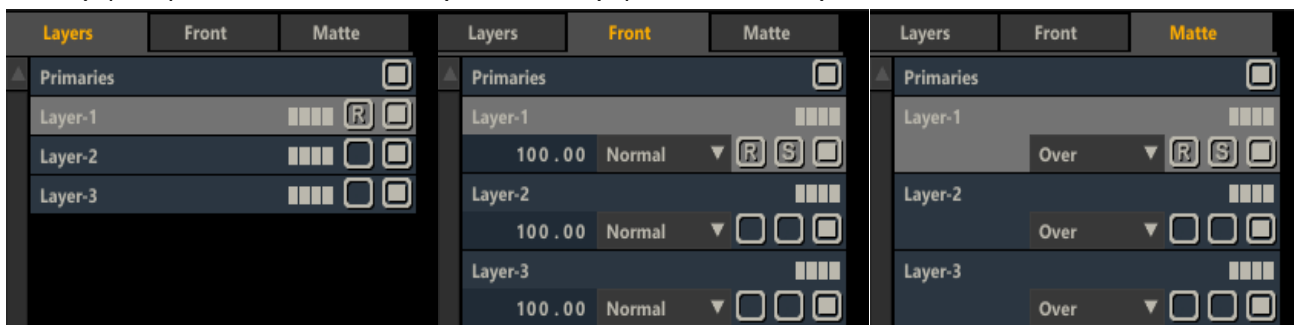 Layers Front Matte
Primaries
Layer-1 R
Layer-2
Layer-3
Layers Front Matte
Primaries
Layer-1
100.00 Normal R S
Layer-2
100.00 Normal
Layer-3
100.00 Normal
Layers Front Matte
Primaries
Layer-1
Over R S
Layer-2
Over
Layer-3
Over